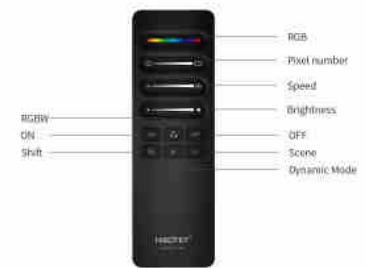 RGB
Pixel number
Speed
Brightness
RGBW
ON
OFF
Shift
Scene
Dynamic Mode